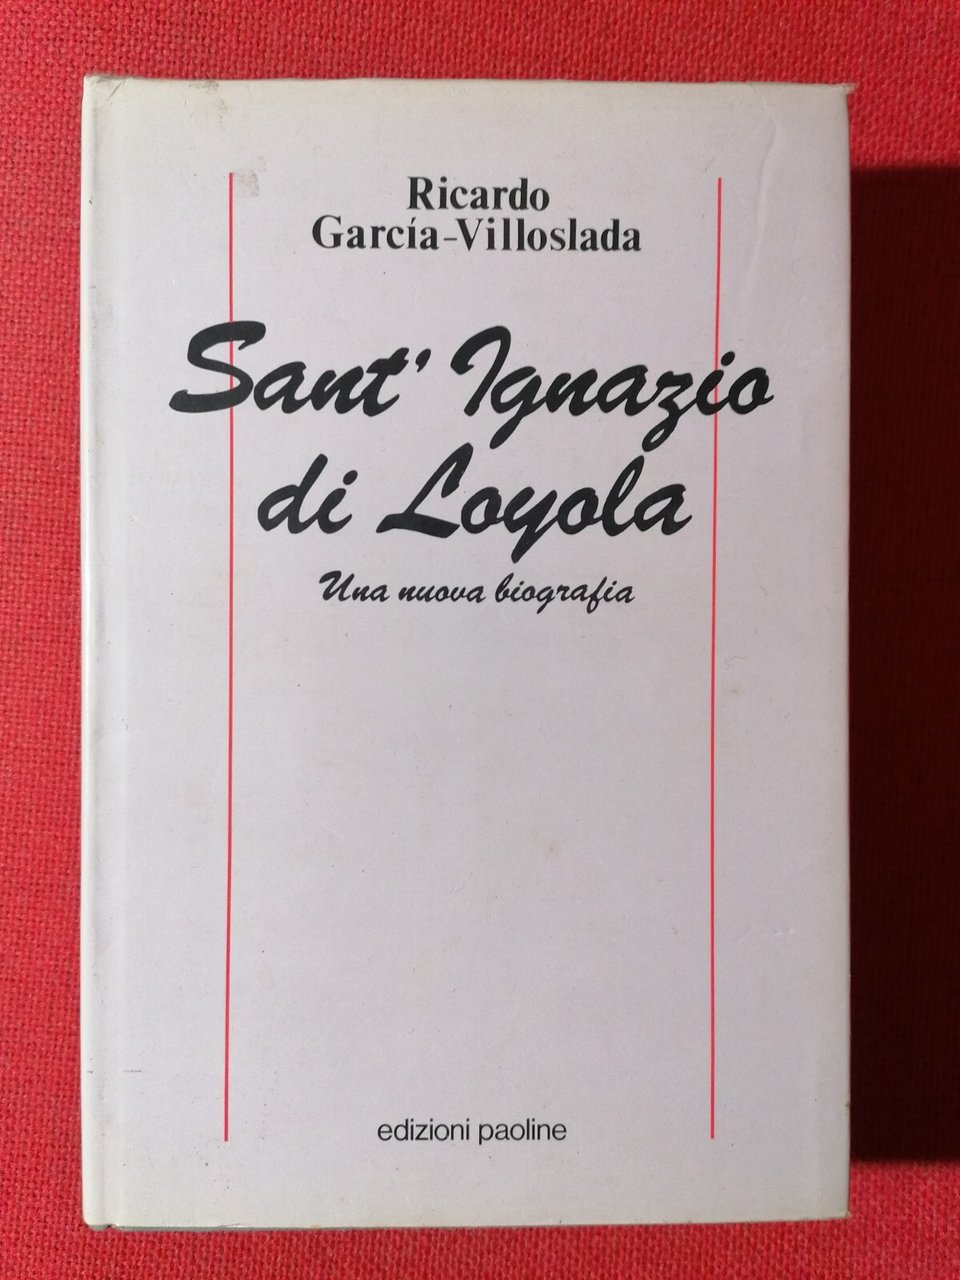 Ricardo
García-Villoslada
Sant' Ignazio
di Loyola
Una nuova biografia
edizioni paoline